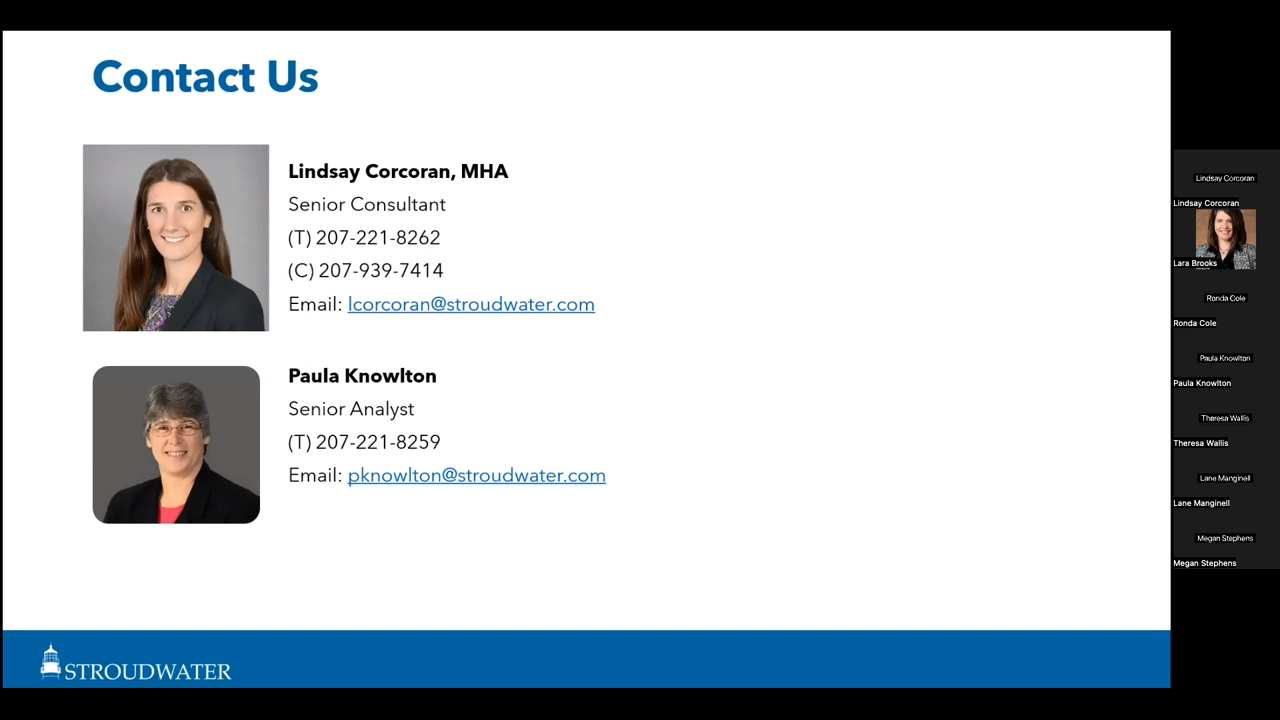 Contact Us
Lindsay Corcoran, MHA
Senior Consultant
(T) 207-221-8262
(C) 207-939-7414
Email: lcorcoran@stroudwater.com
Paula Knowlton
Senior Analyst
(T) 207-221-8259
Email: pknowlton@stroudwater.com
STROUDWATER
Lindsay Corcoran
Lindsay Corcoran
Lara Brooks
Ronda Cole
Ronda Cole
Paula Knowlton
Paula Knowlton
Theresa Wallis
Theresa Wallis
Lane Manginell
Lane Manginell
Megan Stephens
Megan Stephens